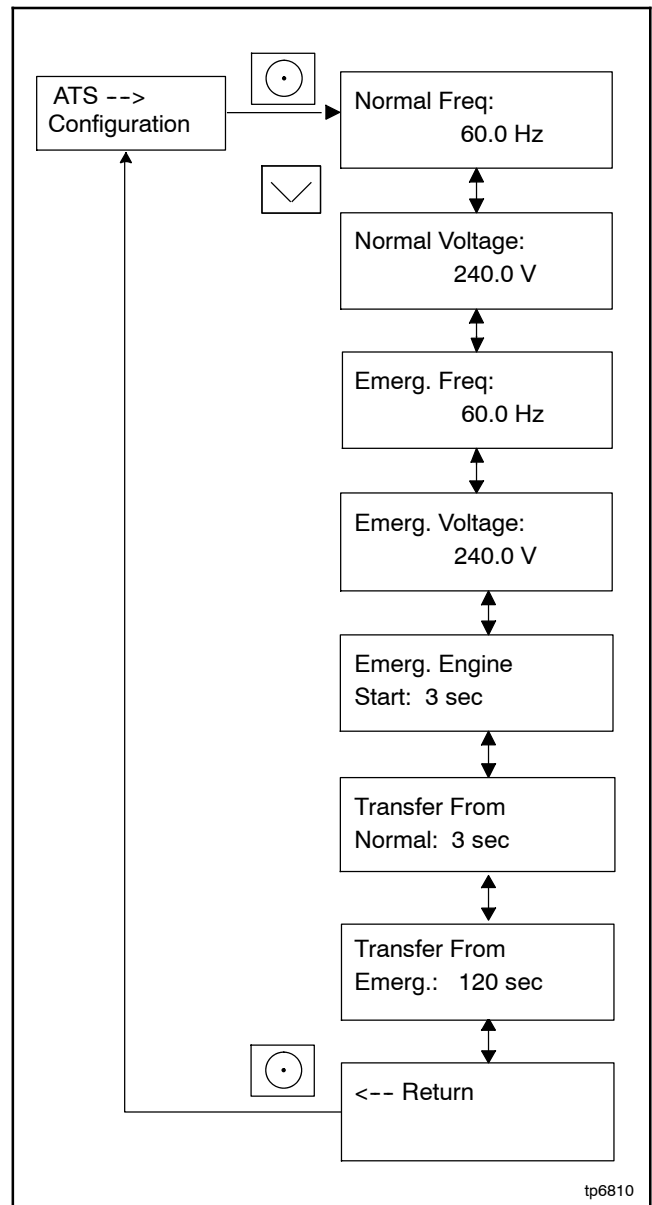 ATS -->
Configuration
Normal Freq:
60.0 Hz
Normal Voltage:
240.0 V
Emerg. Freq:
60.0 Hz
Emerg. Voltage:
240.0 V
Emerg. Engine
Start: 3 sec
Transfer From
Normal: 3 sec
Transfer From
Emerg.: 120 sec
<-- Return
tp6810